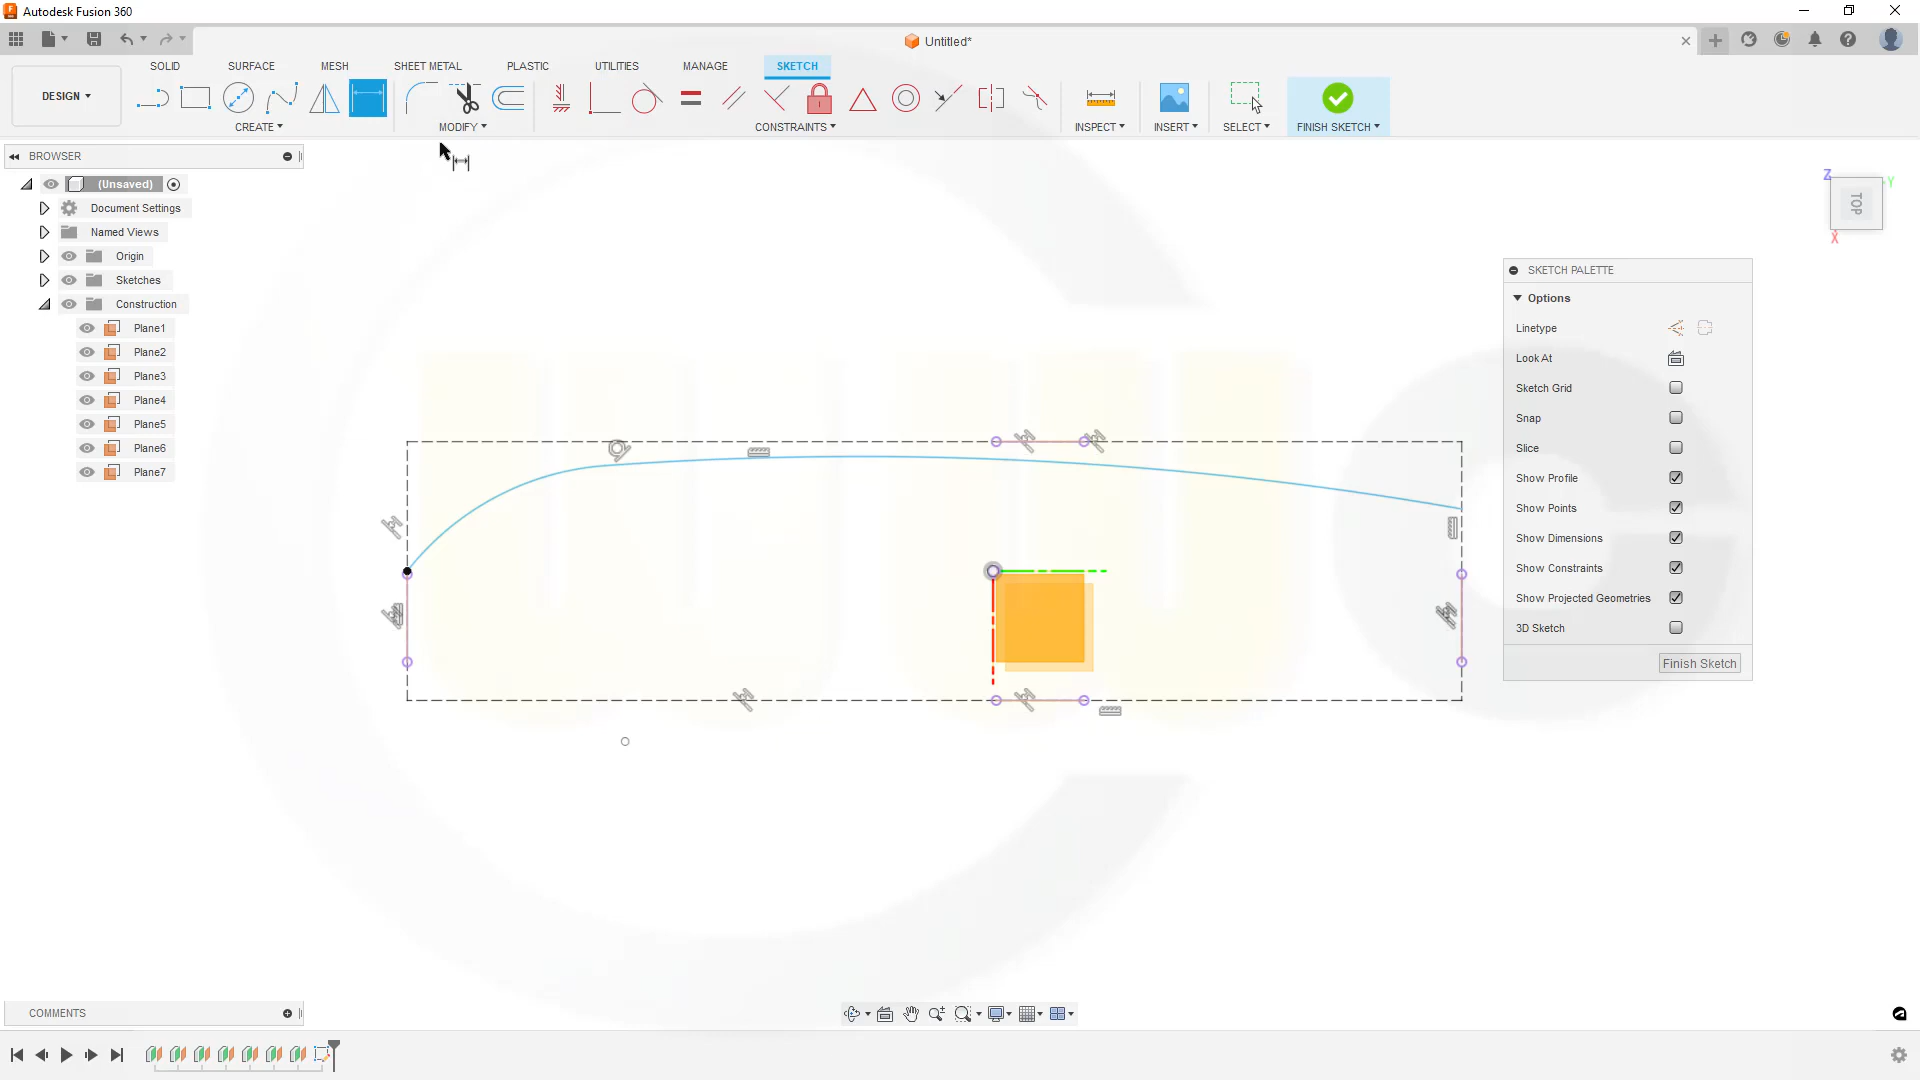 Autodesk Fusion 360
Untitled*
SOLID
SURFACE
MESH
SHEET METAL
PLASTIC
UTILITIES
MANAGE
SKETCH
DESIGN
CREATE
MODIFY
CONSTRAINTS
INSPECT
INSERT
SELECT
FINISH SKETCH
BROWSER
(Unsaved)
Document Settings
Named Views
Origin
Sketches
Construction
Plane1
Plane2
Plane3
Plane4
Plane5
Plane6
Plane7
Z
Y
TOP
X
SKETCH PALETTE
Options
Linetype
Look At
Sketch Grid
Snap
Slice
Show Profile
Show Points
Show Dimensions
Show Constraints
Show Projected Geometries
3D Sketch
Finish Sketch
COMMENTS